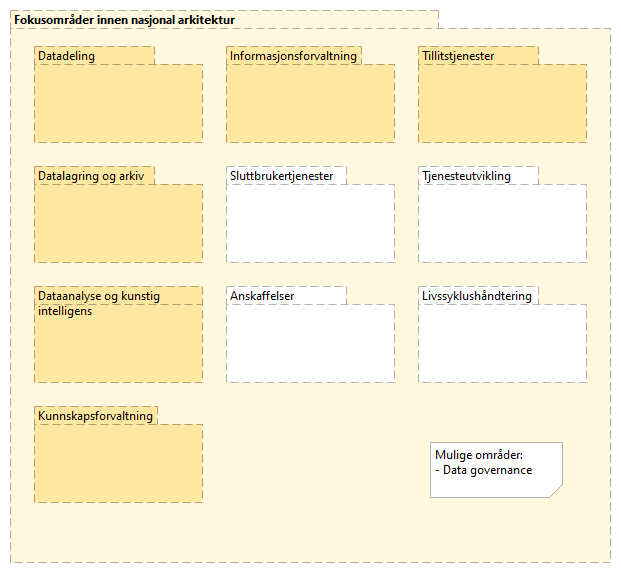 Fokusområder innen nasjonal arkitektur
Datadeling
Informasjonsforvaltning
Tillitstjenester
Datalagring og arkiv
Sluttbrukertjenester
Tjenesteutvikling
Dataanalyse og kunstig
intelligens
Anskaffelser
Livssyklushåndtering
Kunnskapsforvaltning
Mulige områder:
- Data governance